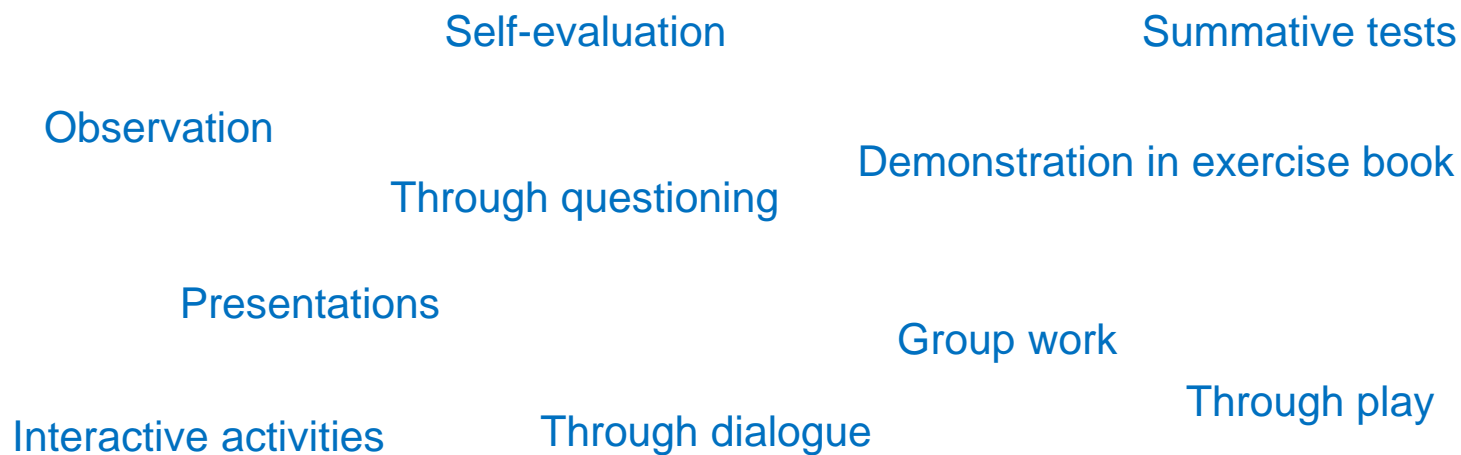 Self-evaluation
Summative tests
Observation
Demonstration in exercise book
Through questioning
Presentations
Group work
Through play
Interactive activities
Through dialogue